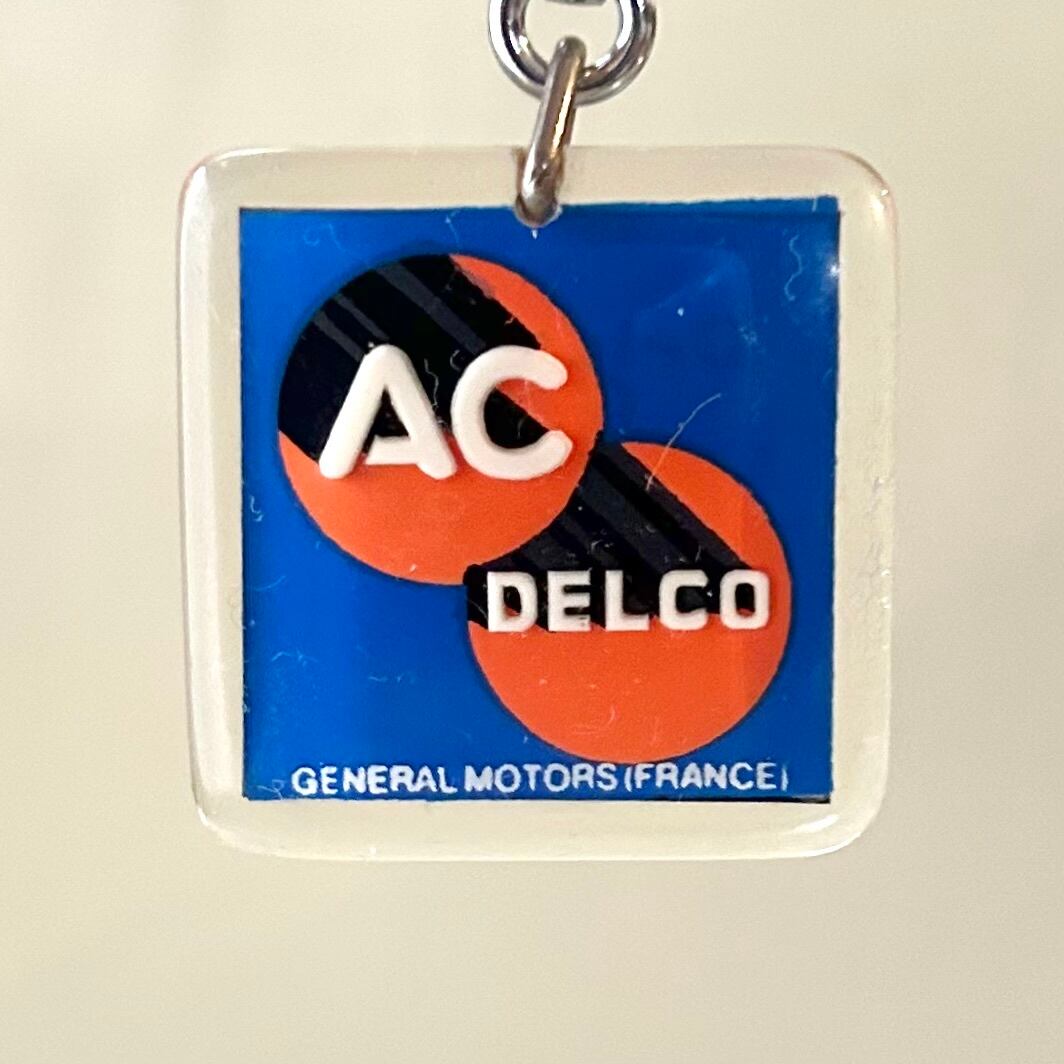 AC
DELCO
GENERAL MOTORS (FRANCE)